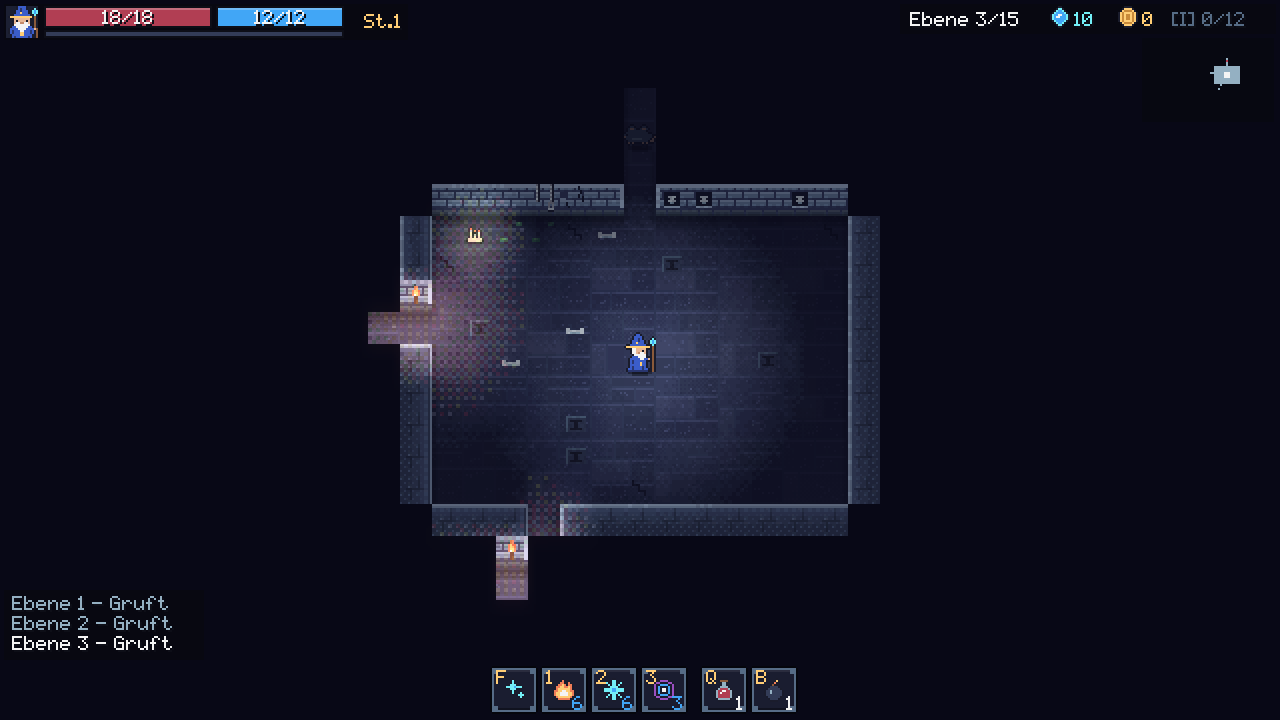 18/18 12/12 St.1 Ebene 3/15 10 0 [I] 0/12
Ebene 1 – Gruft
Ebene 2 – Gruft
Ebene 3 – Gruft
F 1 6 2 6 3 3 Q 1 B 1